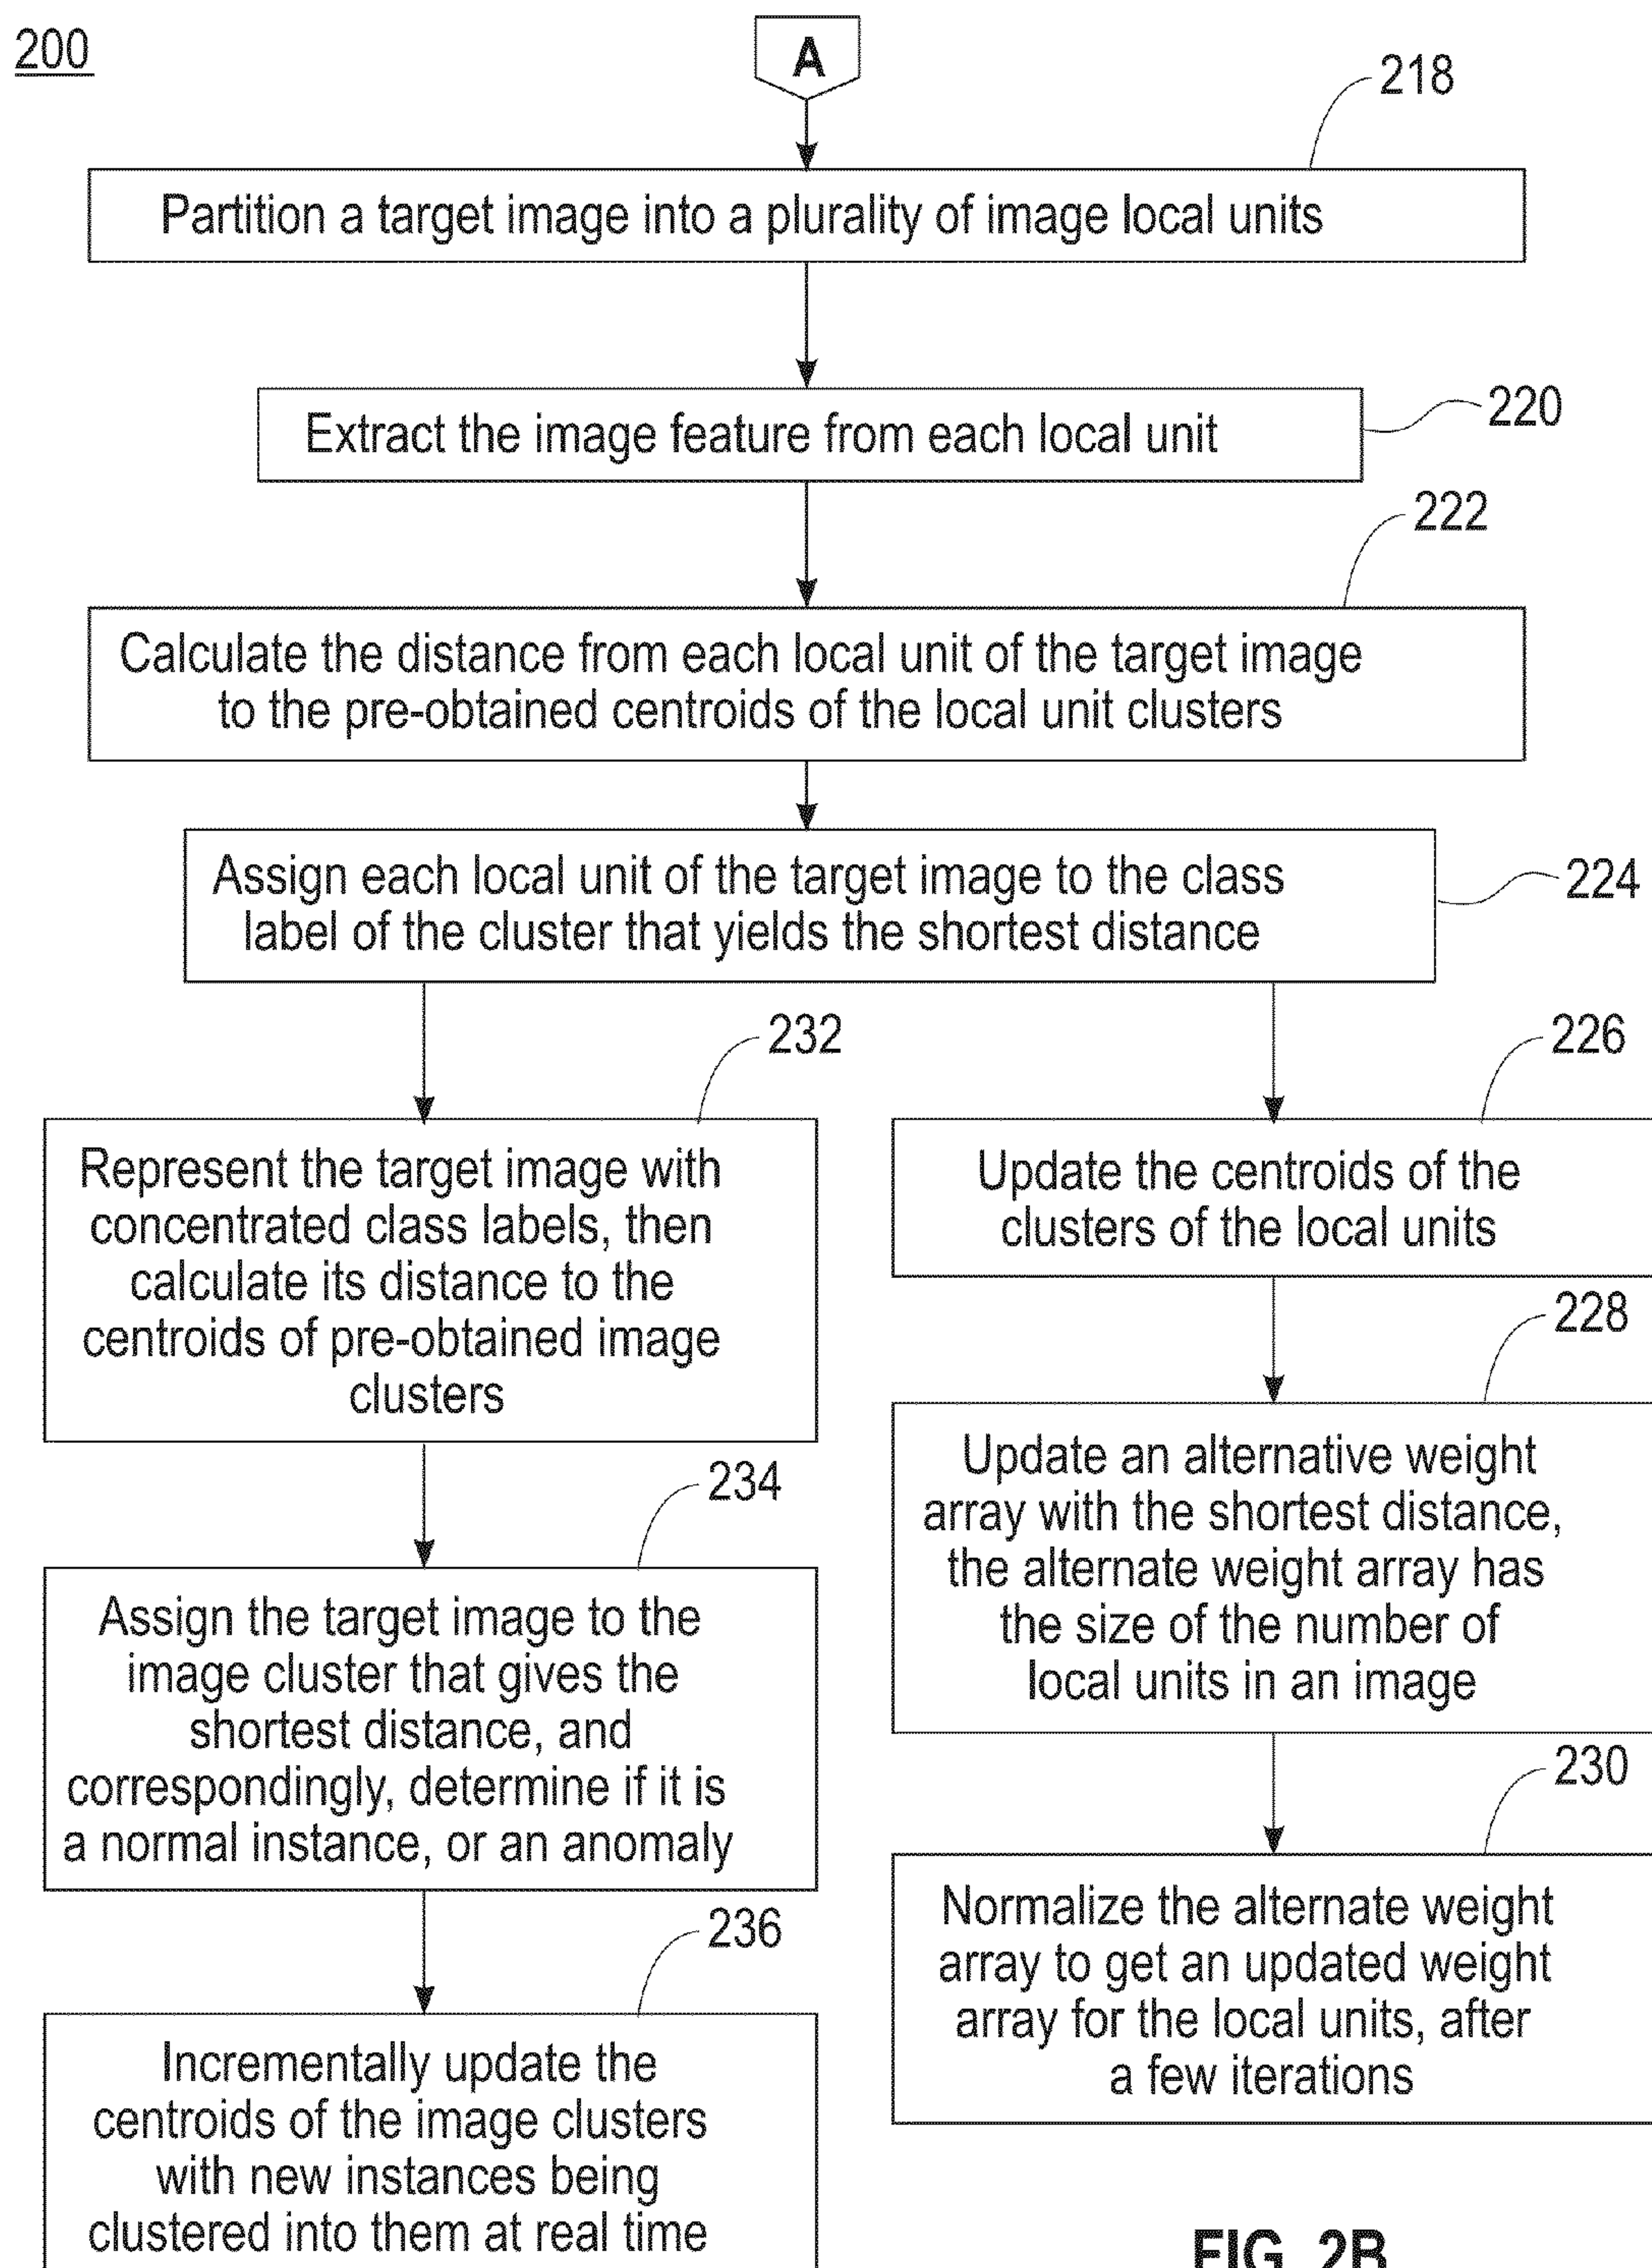 200
A
218
Partition a target image into a plurality of image local units
220
Extract the image feature from each local unit
222
Calculate the distance from each local unit of the target image
to the pre-obtained centroids of the local unit clusters
224
Assign each local unit of the target image to the class
label of the cluster that yields the shortest distance
232
Represent the target image with
concentrated class labels, then
calculate its distance to the
centroids of pre-obtained image
clusters
234
Assign the target image to the
image cluster that gives the
shortest distance, and
correspondingly, determine if it is
a normal instance, or an anomaly
236
Incrementally update the
centroids of the image clusters
with new instances being
clustered into them at real time
226
Update the centroids of the
clusters of the local units
228
Update an alternative weight
array with the shortest distance,
the alternate weight array has
the size of the number of
local units in an image
230
Normalize the alternate weight
array to get an updated weight
array for the local units, after
a few iterations
FIG. 2B